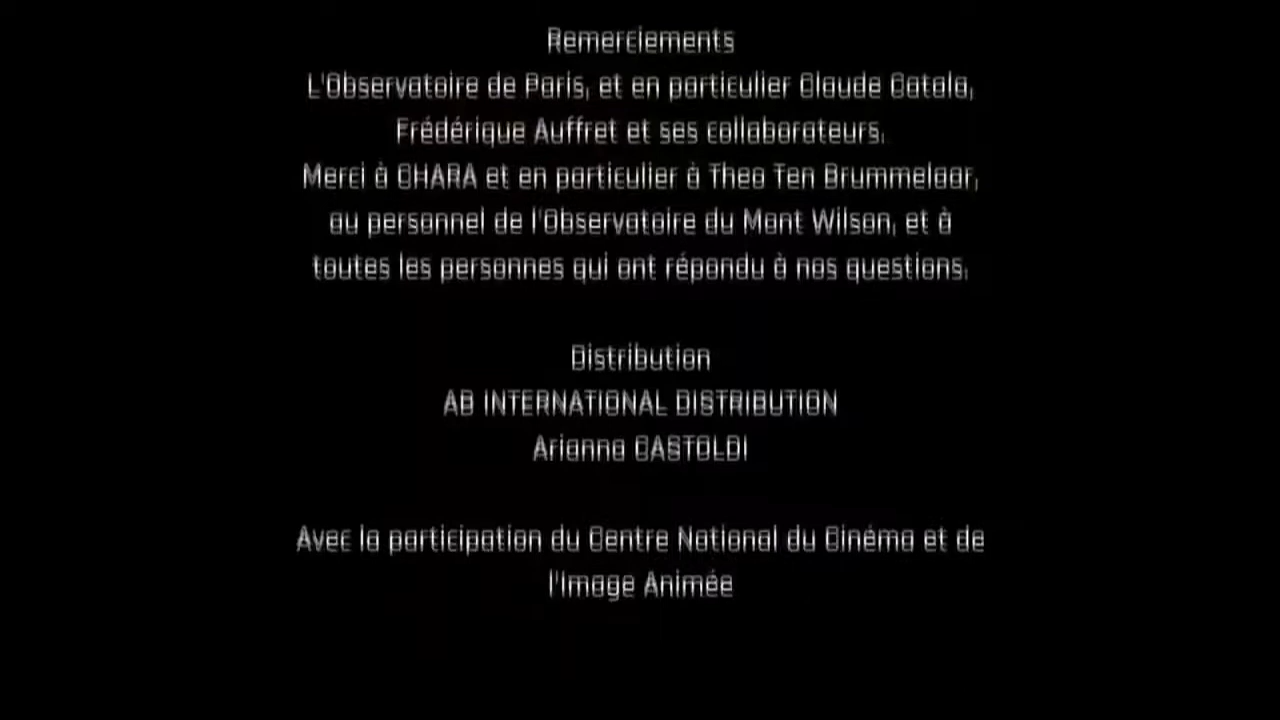 Remerciements
L'Observatoire de Paris, et en particulier Claude Catala,
Frédérique Auffret et ses collaborateurs.
Merci à CHARA et en particulier à Theo Ten Brummelaar,
au personnel de l'Observatoire du Mont Wilson, et à
toutes les personnes qui ont répondu à nos questions.
Distribution
AB INTERNATIONAL DISTRIBUTION
Arianna CASTOLDI
Avec la participation du Centre National du Cinéma et de
l'Image Animée